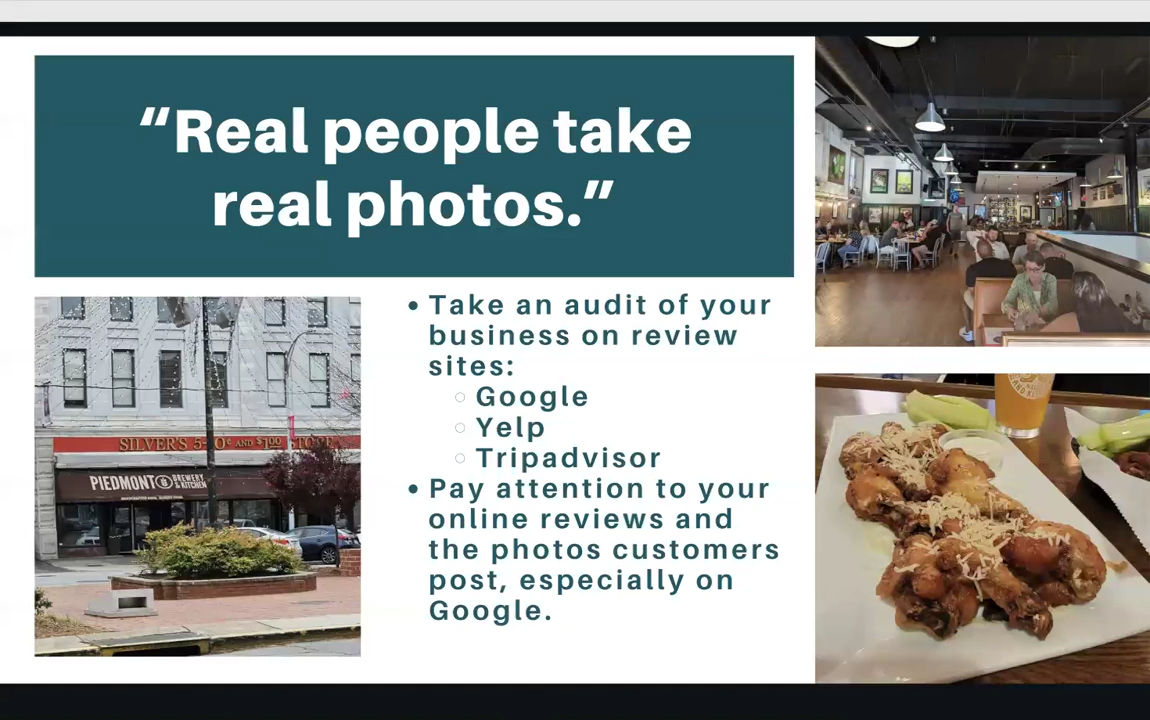 “Real people take
real photos.”
• Take an audit of your
business on review
sites:
○ Google
○ Yelp
○ Tripadvisor
• Pay attention to your
online reviews and
the photos customers
post, especially on
Google.
SILVER'S 5-10¢ AND $1.00 STORE
PIEDMONT BREWERY
& KITCHEN